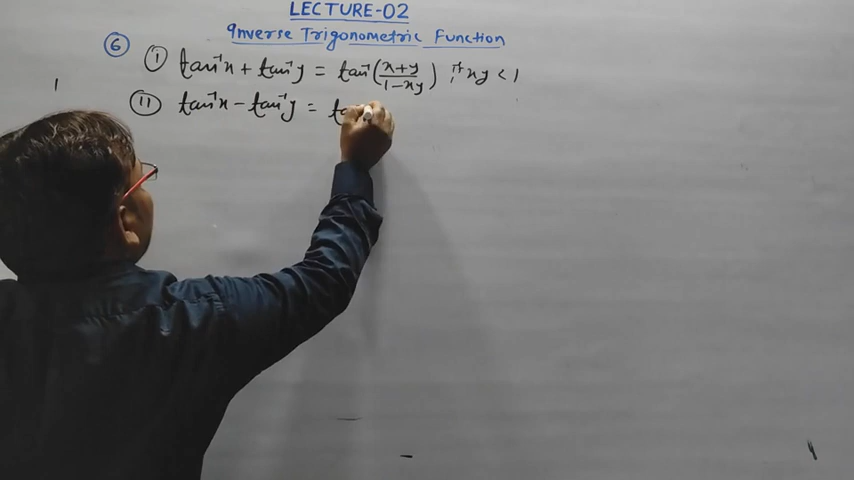 LECTURE-02
Inverse Trigonometric Function
⑥ (i) tan⁻¹x + tan⁻¹y = tan⁻¹((x+y)/(1-xy)), if xy < 1
(ii) tan⁻¹x - tan⁻¹y = ta